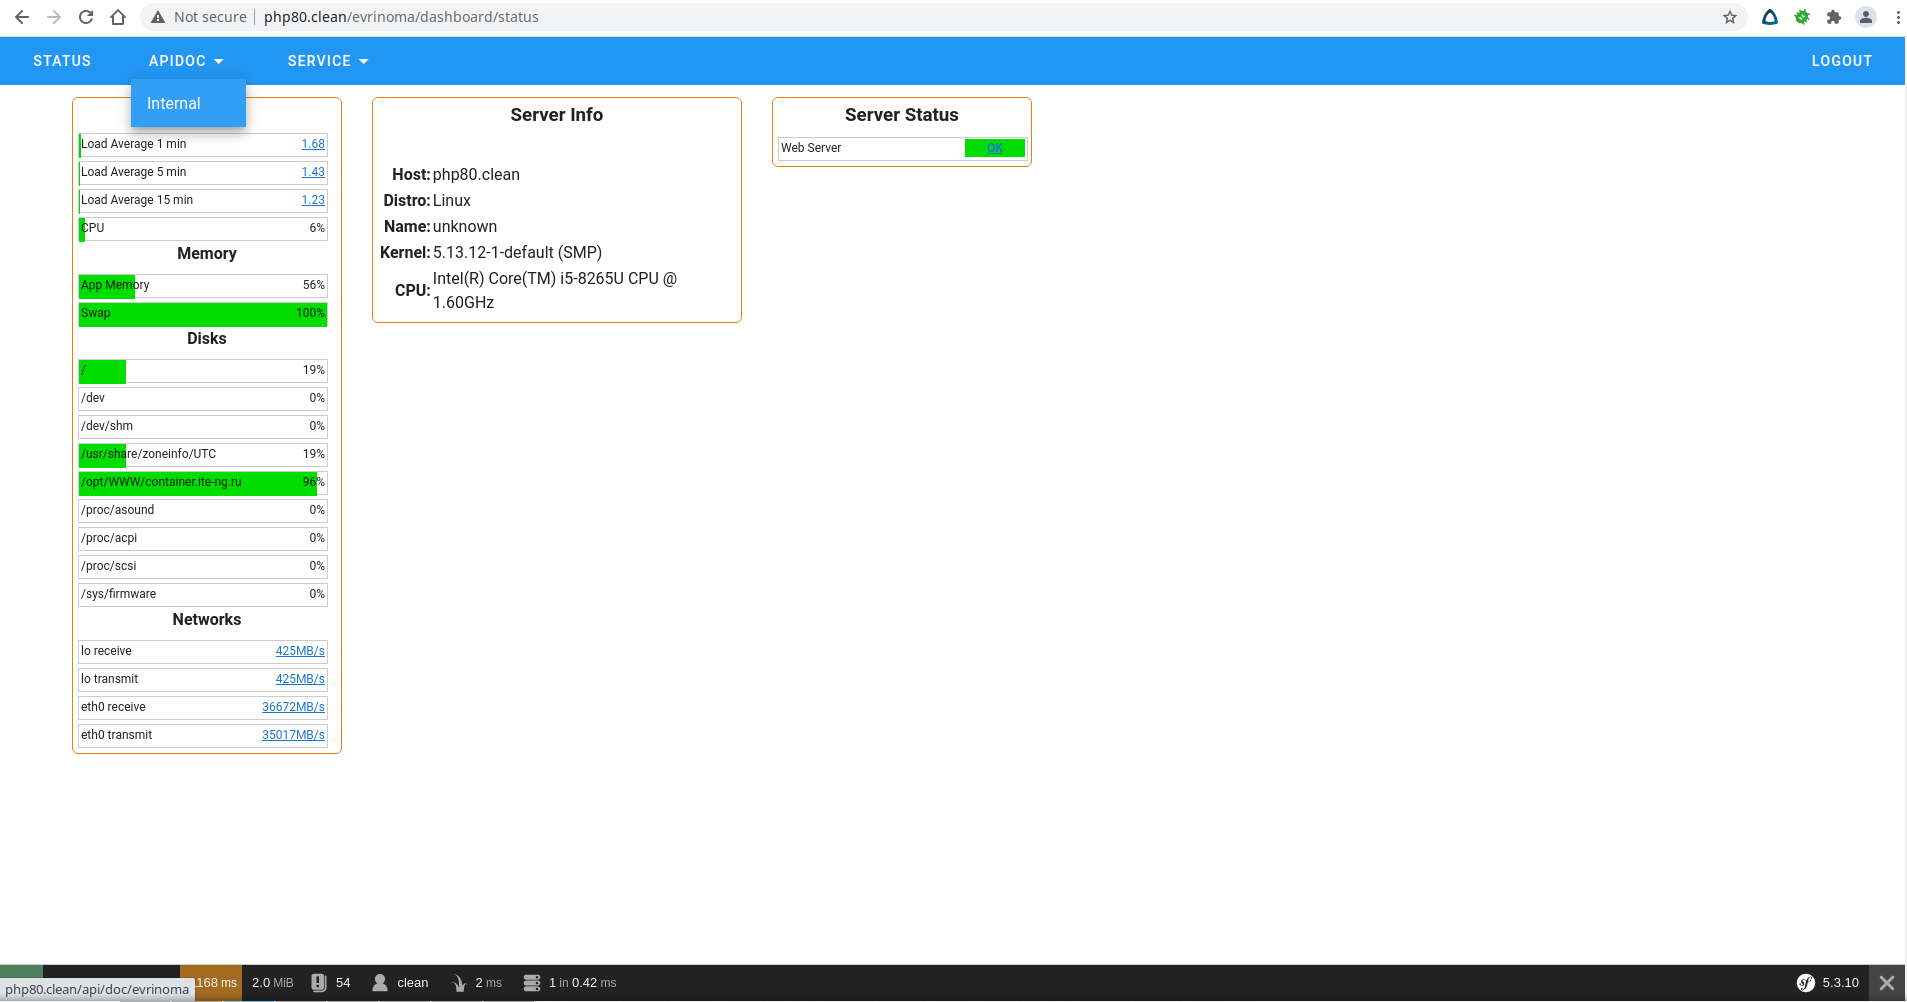 Not secure php80.clean/evrinoma/dashboard/status
STATUS APIDOC SERVICE LOGOUT
Internal
Load Average 1 min 1.68
Load Average 5 min 1.43
Load Average 15 min 1.23
CPU 6%
Memory
App Memory 56%
Swap 100%
Disks
/ 19%
/dev 0%
/dev/shm 0%
/usr/share/zoneinfo/UTC 19%
/opt/WWW/container.ite-ng.ru 96%
/proc/asound 0%
/proc/acpi 0%
/proc/scsi 0%
/sys/firmware 0%
Networks
lo receive 425MB/s
lo transmit 425MB/s
eth0 receive 36672MB/s
eth0 transmit 35017MB/s
Server Info
Host: php80.clean
Distro: Linux
Name: unknown
Kernel: 5.13.12-1-default (SMP)
CPU: Intel(R) Core(TM) i5-8265U CPU @
1.60GHz
Server Status
Web Server OK
168 ms 2.0 MiB 54 clean 2 ms 1 in 0.42 ms sf 5.3.10
php80.clean/api/doc/evrinoma